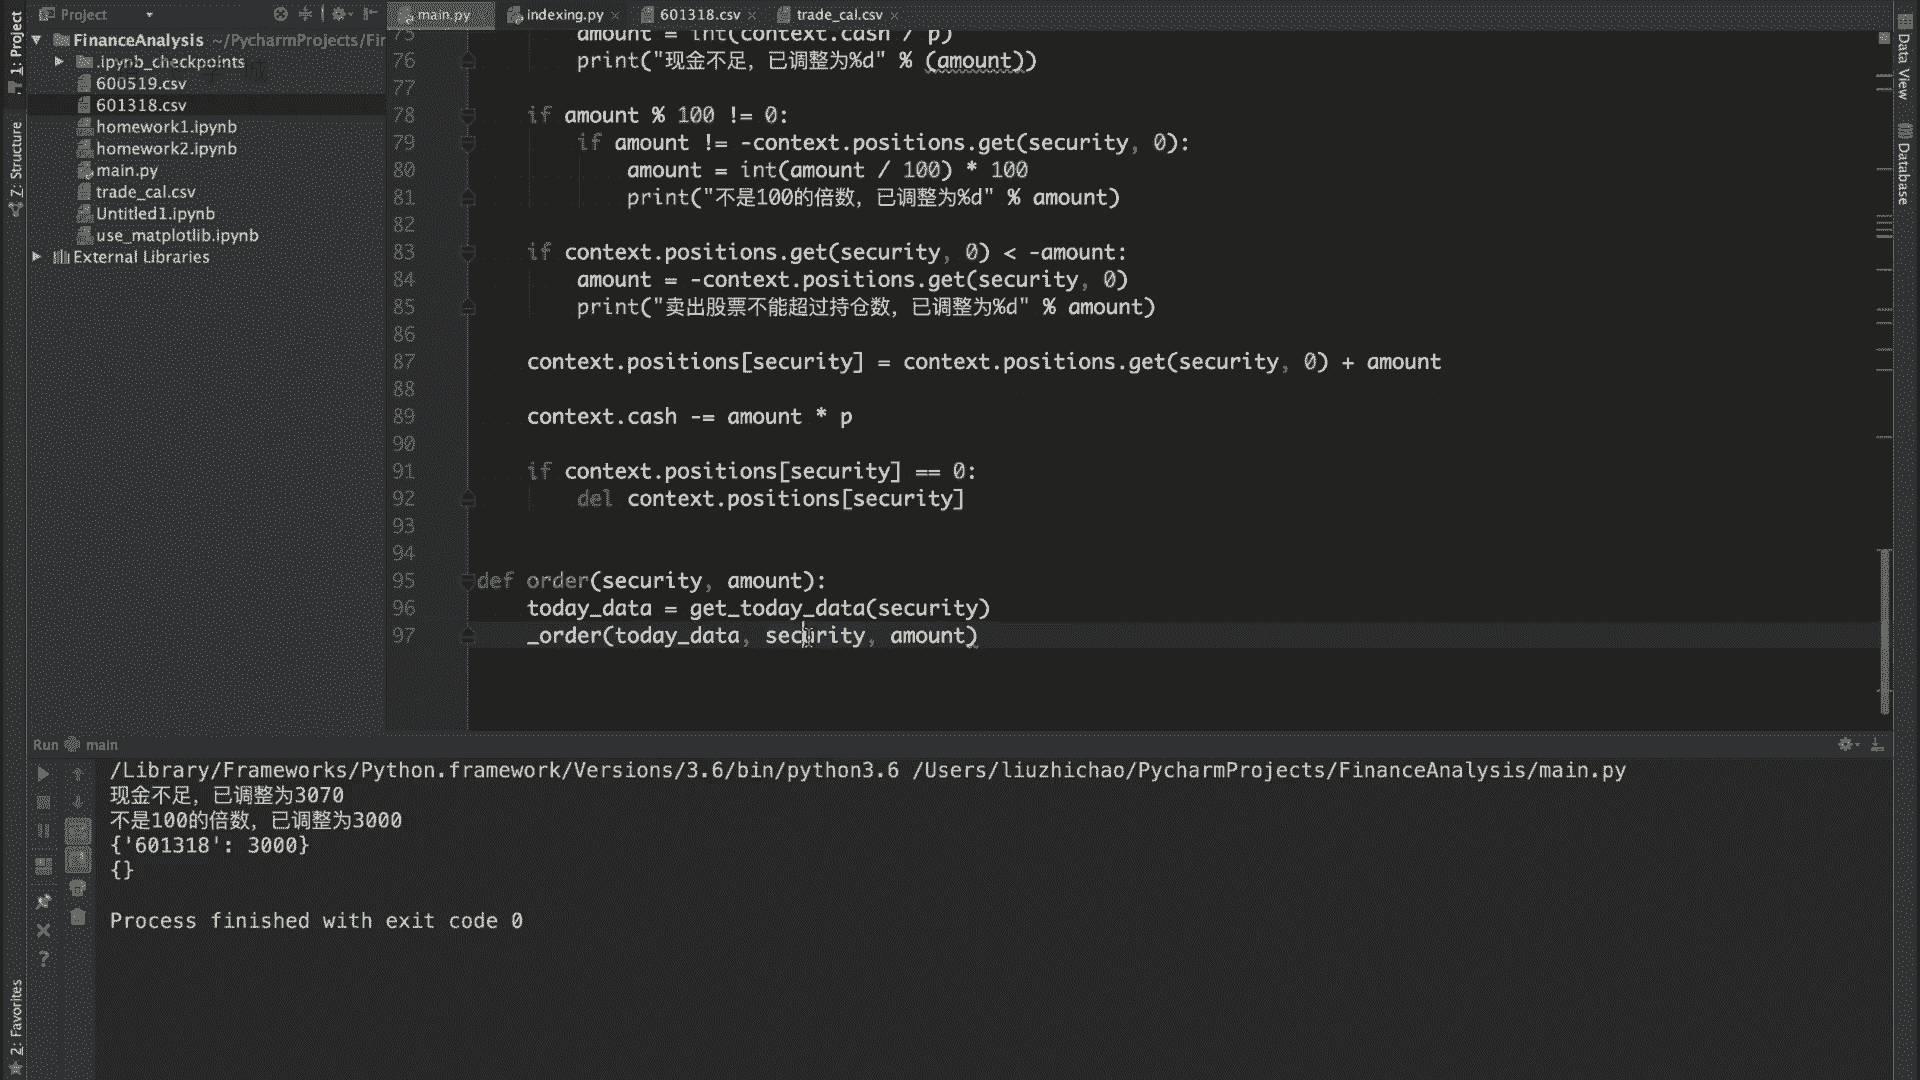 Project
main.py
indexing.py
601318.csv
trade_cal.csv
1: Project
FinanceAnalysis ~/PycharmProjects/Fir
.ipynb_checkpoints
600519.csv
601318.csv
homework1.ipynb
homework2.ipynb
main.py
trade_cal.csv
Untitled1.ipynb
use_matplotlib.ipynb
External Libraries
Z: Structure
2: Favorites
Data View
Database
75 amount = int(context.cash / p)
76 print("现金不足，已调整为%d" % (amount))
77
78 if amount % 100 != 0:
79 if amount != -context.positions.get(security, 0):
80 amount = int(amount / 100) * 100
81 print("不是100的倍数，已调整为%d" % amount)
82
83 if context.positions.get(security, 0) < -amount:
84 amount = -context.positions.get(security, 0)
85 print("卖出股票不能超过持仓数，已调整为%d" % amount)
86
87 context.positions[security] = context.positions.get(security, 0) + amount
88
89 context.cash -= amount * p
90
91 if context.positions[security] == 0:
92 del context.positions[security]
93
94
95 def order(security, amount):
96 today_data = get_today_data(security)
97 _order(today_data, security, amount)
Run main
/Library/Frameworks/Python.framework/Versions/3.6/bin/python3.6 /Users/liuzhichao/PycharmProjects/FinanceAnalysis/main.py
现金不足，已调整为3070
不是100的倍数，已调整为3000
{'601318': 3000}
{}
Process finished with exit code 0